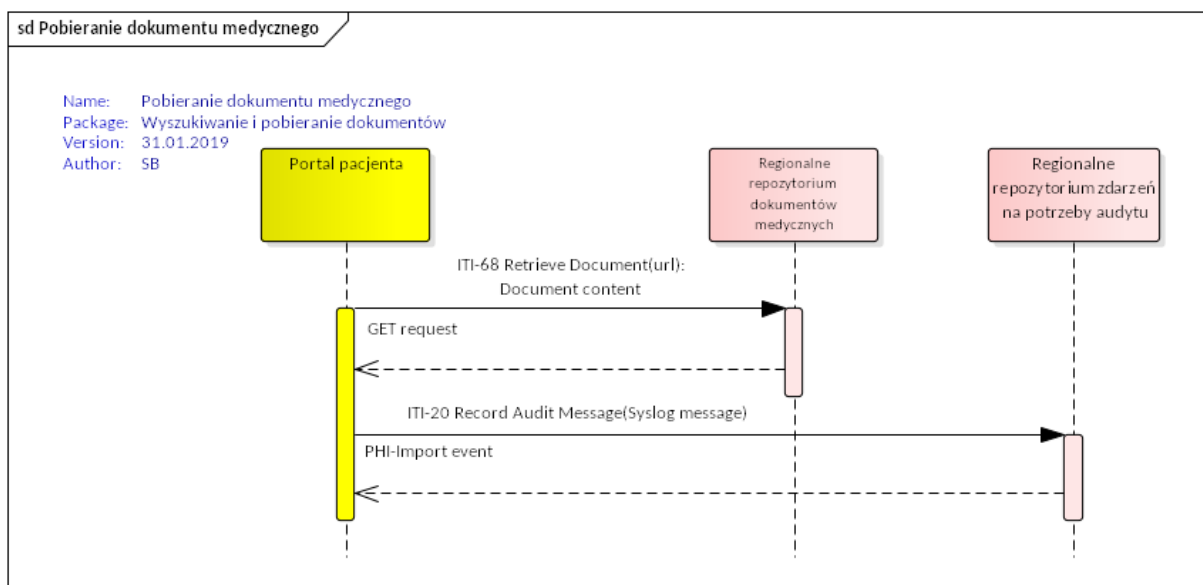 sd Pobieranie dokumentu medycznego
Name: Pobieranie dokumentu medycznego
Package: Wyszukiwanie i pobieranie dokumentów
Version: 31.01.2019
Author: SB
Portal pacjenta
Regionalne
repozytorium
dokumentów
medycznych
Regionalne
repozytorium zdarzeń
na potrzeby audytu
ITI-68 Retrieve Document(url):
Document content
GET request
ITI-20 Record Audit Message(Syslog message)
PHI-Import event